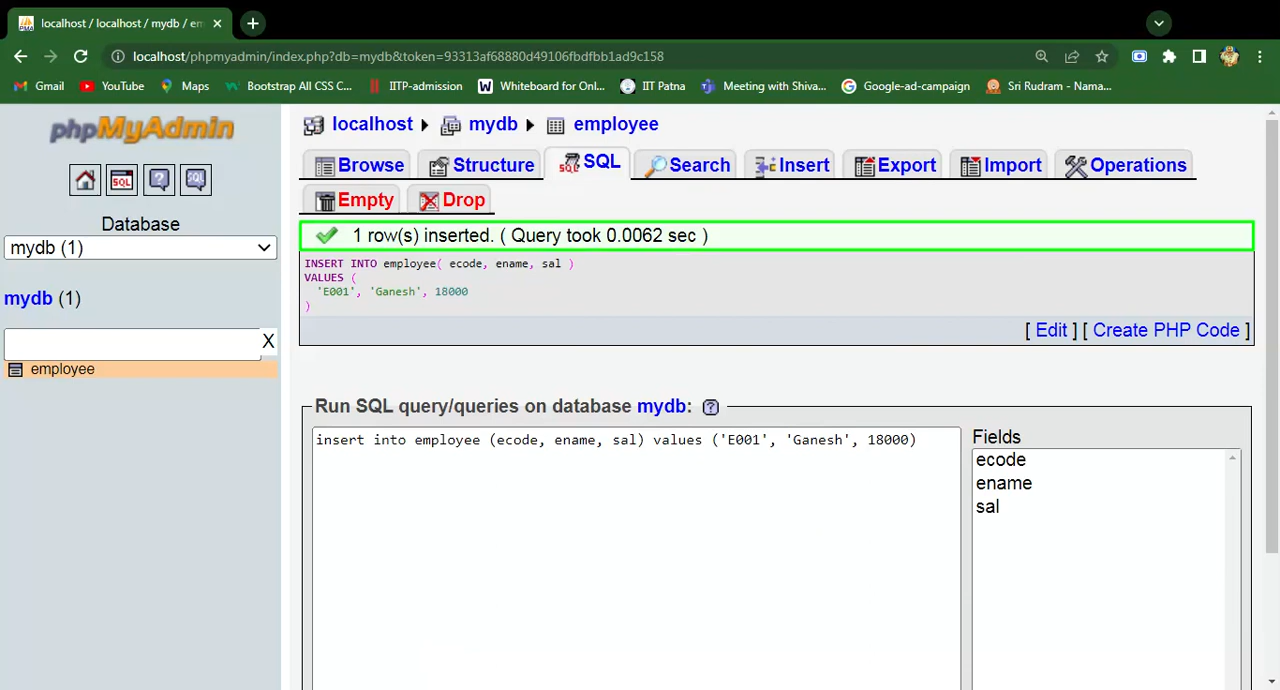 localhost / localhost / mydb / em
localhost/phpmyadmin/index.php?db=mydb&token=93313af68880d49106fbdfbb1ad9c158
Gmail YouTube Maps Bootstrap All CSS C... IITP-admission Whiteboard for Onl... IIT Patna Meeting with Shiva... Google-ad-campaign Sri Rudram - Nama...
phpMyAdmin
SQL SQL
Database
mydb (1)
mydb (1)
X
employee
localhost mydb employee
Browse Structure SQL Search Insert Export Import Operations
Empty Drop
1 row(s) inserted. ( Query took 0.0062 sec )
INSERT INTO employee( ecode, ename, sal )
VALUES (
'E001', 'Ganesh', 18000
)
[ Edit ] [ Create PHP Code ]
Run SQL query/queries on database mydb:
insert into employee (ecode, ename, sal) values ('E001', 'Ganesh', 18000)
Fields
ecode
ename
sal